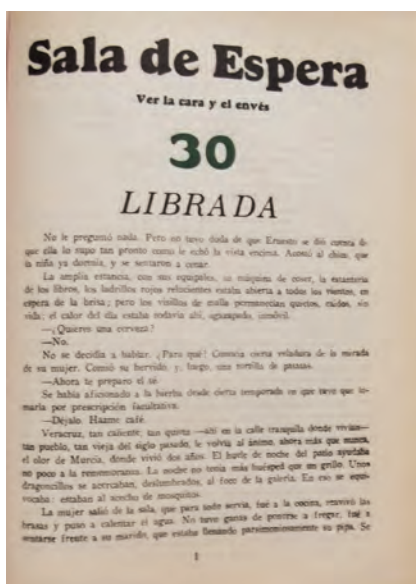 Sala de Espera
Ver la cara y el envés
30
LIBRADA
No le preguntó nada. Pero no tuvo duda de que Ernesto se dió cuenta de
que ella lo supo tan pronto como le echó la vista encima. Acostó al chico, que
la niña ya dormía, y se sentaron a cenar.
La amplia estancia, con sus equipales, su máquina de coser, la estantería
de los libros, los ladrillos rojos relucientes estaba abierta a todos los vientos, en
espera de la brisa; pero los visillos de malla permanecían quietos, caídos, sin
vida; el calor del día estaba todavía ahí, agazapado, inmóvil.
—¿Quieres una cerveza?
—No.
No se decidía a hablar. ¿Para qué? Conocía cierta veladura de la mirada
de su mujer. Comió su hervido y, luego, una tortilla de patatas.
—Ahora te preparo el té.
Se había aficionado a la hierba desde cierta temporada en que tuvo que to-
marla por prescripción facultativa.
—Déjalo. Hazme café.
Veracruz, tan caliente, tan quieta —ahí en la calle tranquila donde vivían—
tan pueblo, tan vieja del siglo pasado, le volvía al ánimo, ahora más que nunca,
el olor de Murcia, donde vivió dos años. El huele de noche del patio ayudaba
no poco a la rememoranza. La noche no tenía más huésped que un grillo. Unos
dragoncillos se acercaban, deslumbrados, al foco de la galería. En eso se equi-
vocaba: estaban al acecho de mosquitos.
La mujer salió de la sala, que para todo servía, fué a la cocina, reavivó las
brasas y puso a calentar el agua. No tuvo ganas de ponerse a fregar, fué a
sentarse frente a su marido, que estaba llenando parsimoniosamente su pipa. Se
1